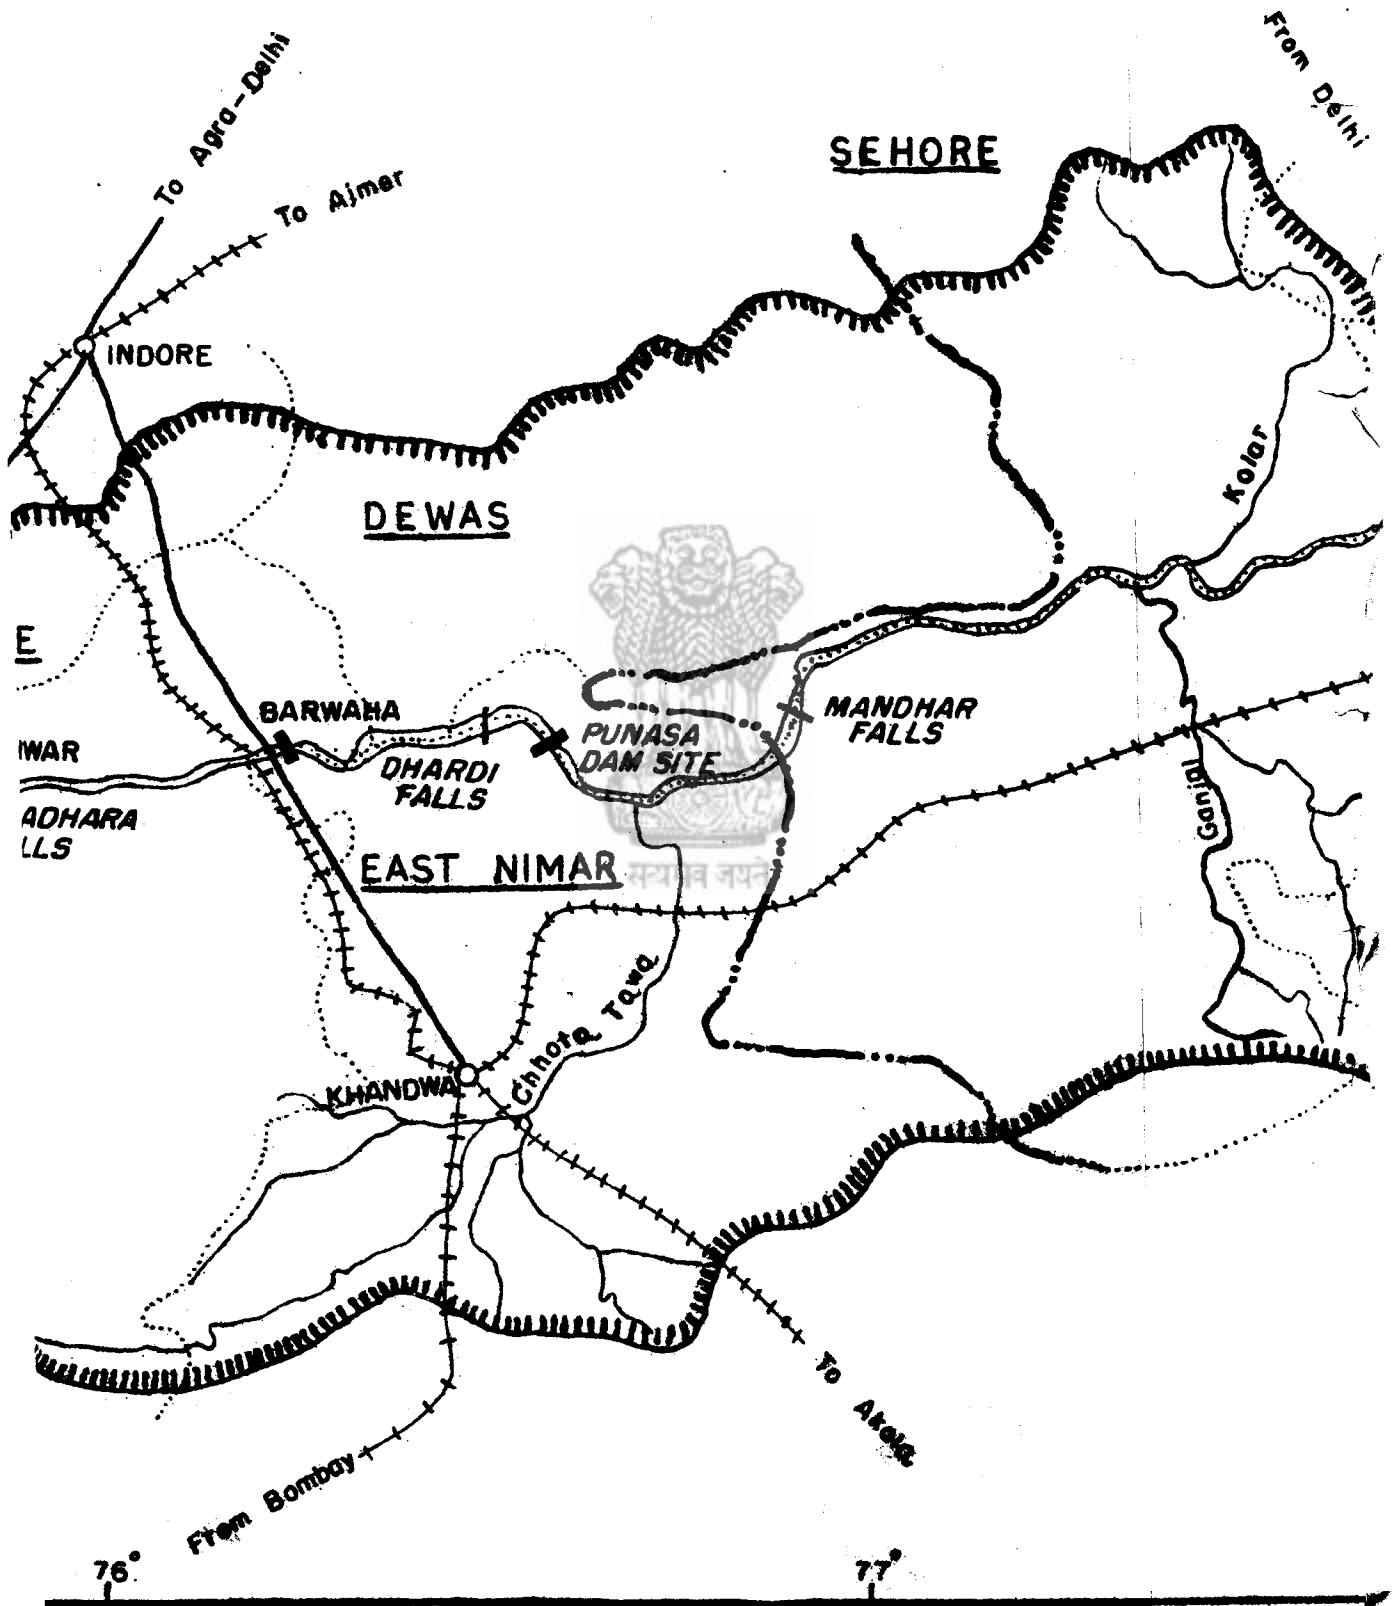 From Delhi
To Agra-Delhi
SEHORE
To Ajmer
INDORE
Kolar
DEWAS
E
BARWAHA
MANDHAR
FALLS
PUNASA
DAM SITE
WAR
DHARDI
FALLS
Ganjal
ADHARA
LLS
EAST NIMAR
सत्यमेव जयते
Chhota Tawa
KHANDWA
To Akola
From Bombay
76°
77°